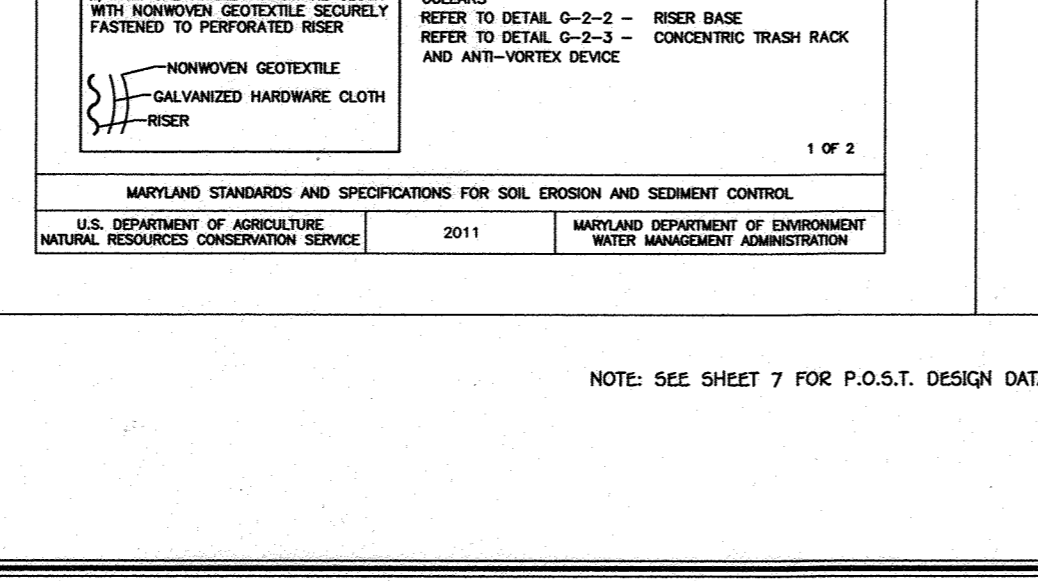 WITH NONWOVEN GEOTEXTILE SECURELY
FASTENED TO PERFORATED RISER
NONWOVEN GEOTEXTILE
GALVANIZED HARDWARE CLOTH
RISER
COLLARS
REFER TO DETAIL G-2-2 - RISER BASE
REFER TO DETAIL G-2-3 - CONCENTRIC TRASH RACK
AND ANTI-VORTEX DEVICE
1 OF 2
MARYLAND STANDARDS AND SPECIFICATIONS FOR SOIL EROSION AND SEDIMENT CONTROL
U.S. DEPARTMENT OF AGRICULTURE
NATURAL RESOURCES CONSERVATION SERVICE
2011
MARYLAND DEPARTMENT OF ENVIRONMENT
WATER MANAGEMENT ADMINISTRATION
NOTE: SEE SHEET 7 FOR P.O.S.T. DESIGN DAT